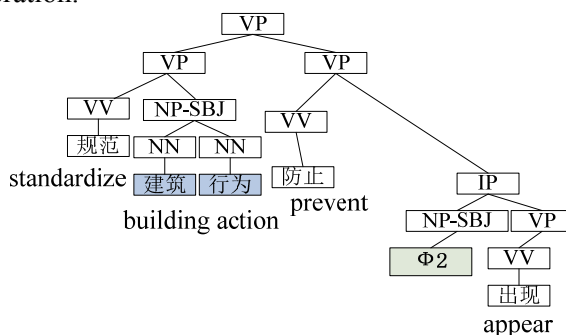 eration.
VP
VP VP
VV NP-SBJ VV
规范 NN NN 防止
standardize 建筑 行为 prevent IP
building action NP-SBJ VP
Φ2 VV
出现
appear